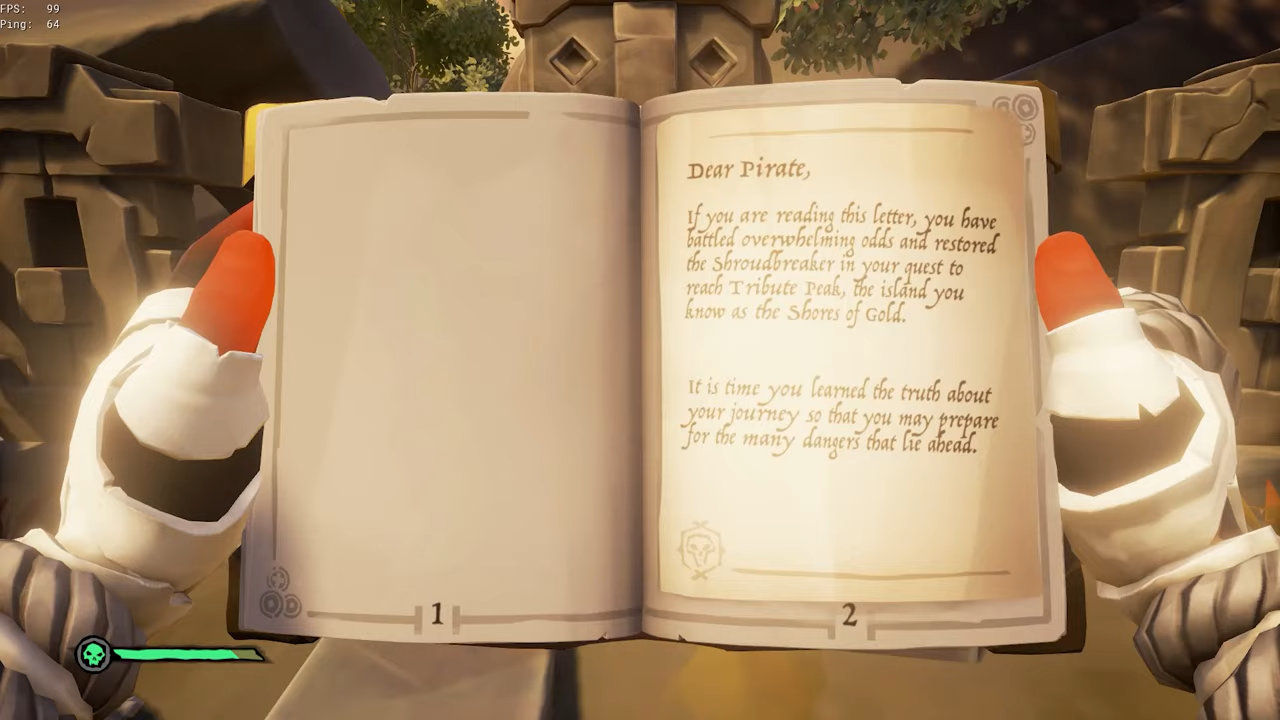 FPS: 99
Ping: 64
Dear Pirate,
If you are reading this letter, you have
battled overwhelming odds and restored
the Shroudbreaker in your quest to
reach Tribute Peak, the island you
know as the Shores of Gold.
It is time you learned the truth about
your journey so that you may prepare
for the many dangers that lie ahead.
1
2